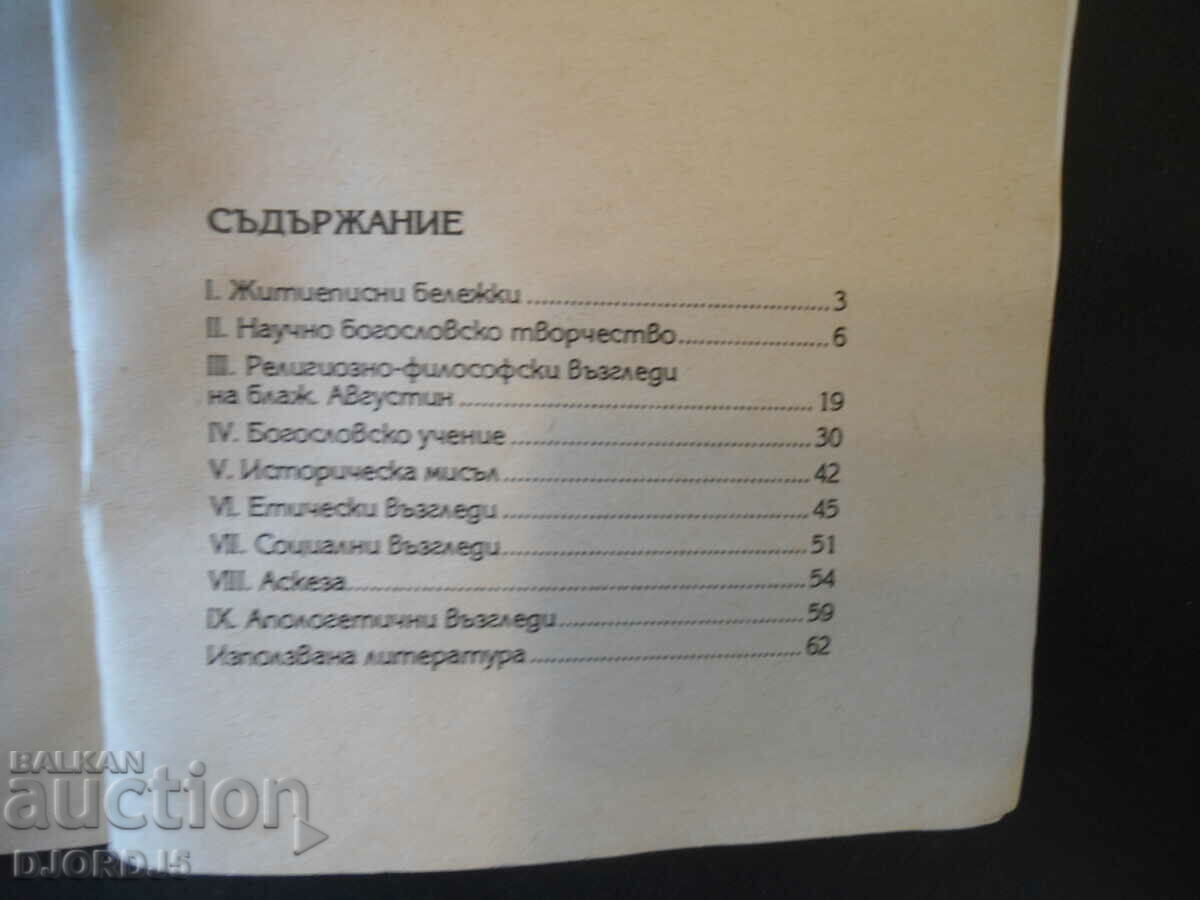 СЪДЪРЖАНИЕ
I. Житиеписни бележки ........ 3
II. Научно богословско творчество ........ 6
III. Религиозно-философски възгледи
на блаж. Августин ........ 19
IV. Богословско учение ........ 30
V. Историческа мисъл ........ 42
VI. Етически възгледи ........ 45
VII. Социални възгледи ........ 51
VIII. Аскеза ........ 54
IX. Апологетични възгледи ........ 59
Използвана литература ........ 62
BALKAN
auction
DJORDJ5